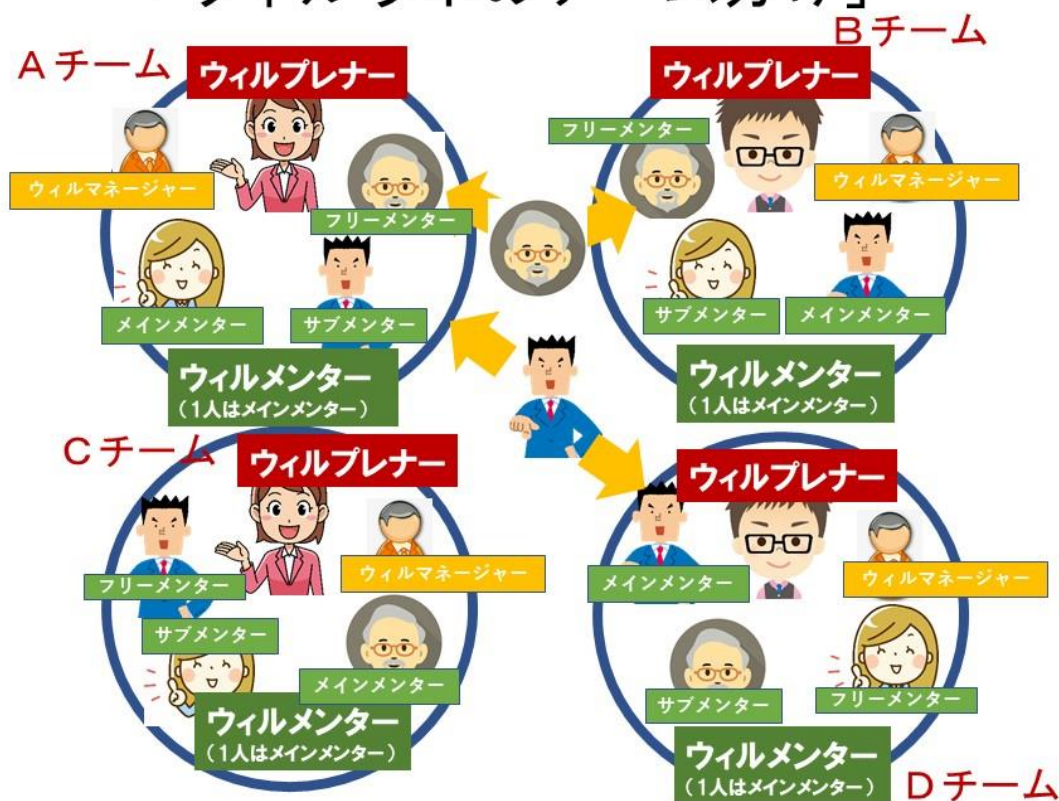 Aチーム
ウィルプレナー
ウィルマネージャー
フリーメンター
メインメンター
サブメンター
ウィルメンター
(1人はメインメンター)
Bチーム
ウィルプレナー
フリーメンター
ウィルマネージャー
サブメンター
メインメンター
ウィルメンター
(1人はメインメンター)
Cチーム
ウィルプレナー
ウィルマネージャー
フリーメンター
サブメンター
メインメンター
ウィルメンター
(1人はメインメンター)
ウィルプレナー
メインメンター
ウィルマネージャー
サブメンター
フリーメンター
ウィルメンター
(1人はメインメンター)
Dチーム